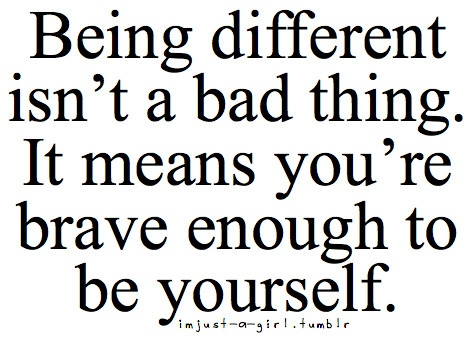 Being different
isn’t a bad thing.
It means you’re
brave enough to
be yourself.
imjust-a-girl.tumblr